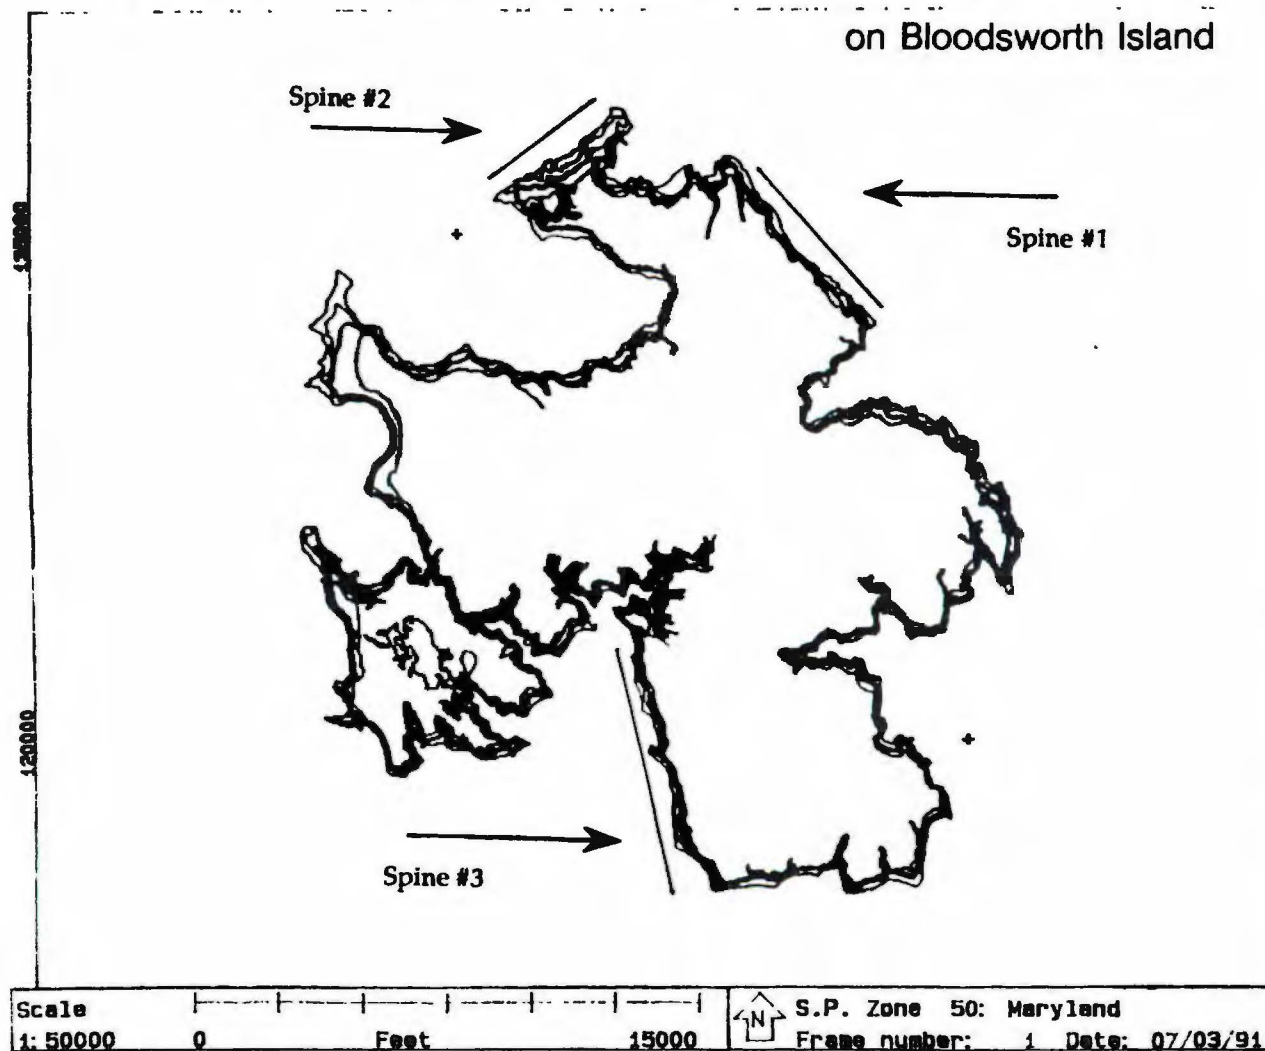 on Bloodsworth Island
Spine #2
Spine #1
120000
Spine #3
Scale
1:50000
0 Feet 15000
N
S.P. Zone 50: Maryland
Frame number: 1 Date: 07/03/91